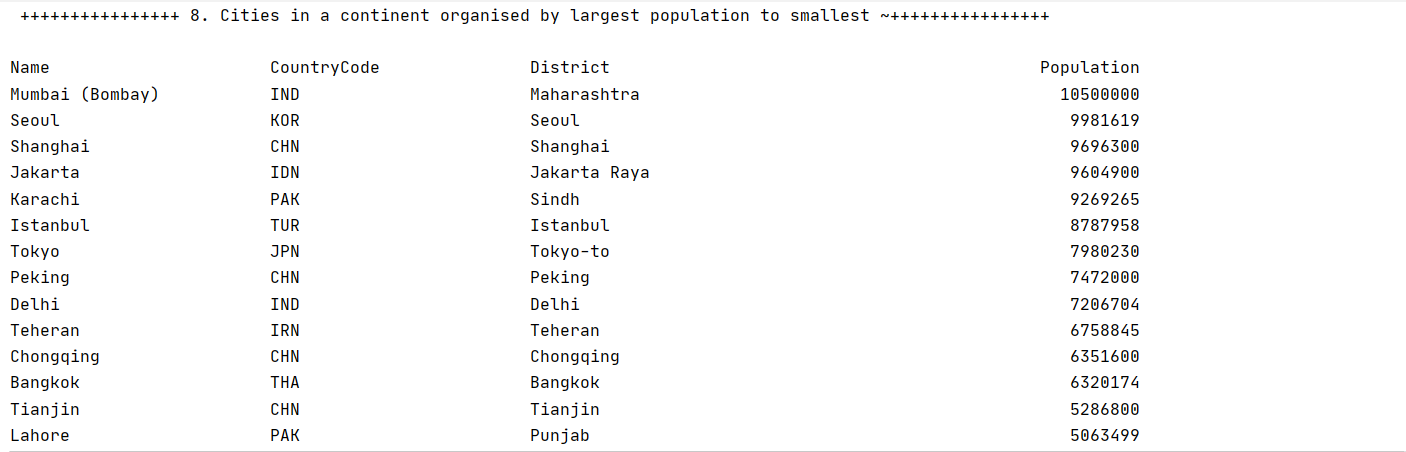 ++++++++++++++++ 8. Cities in a continent organised by largest population to smallest ~++++++++++++++++
Name CountryCode District Population
Mumbai (Bombay) IND Maharashtra 10500000
Seoul KOR Seoul 9981619
Shanghai CHN Shanghai 9696300
Jakarta IDN Jakarta Raya 9604900
Karachi PAK Sindh 9269265
Istanbul TUR Istanbul 8787958
Tokyo JPN Tokyo-to 7980230
Peking CHN Peking 7472000
Delhi IND Delhi 7206704
Teheran IRN Teheran 6758845
Chongqing CHN Chongqing 6351600
Bangkok THA Bangkok 6320174
Tianjin CHN Tianjin 5286800
Lahore PAK Punjab 5063499